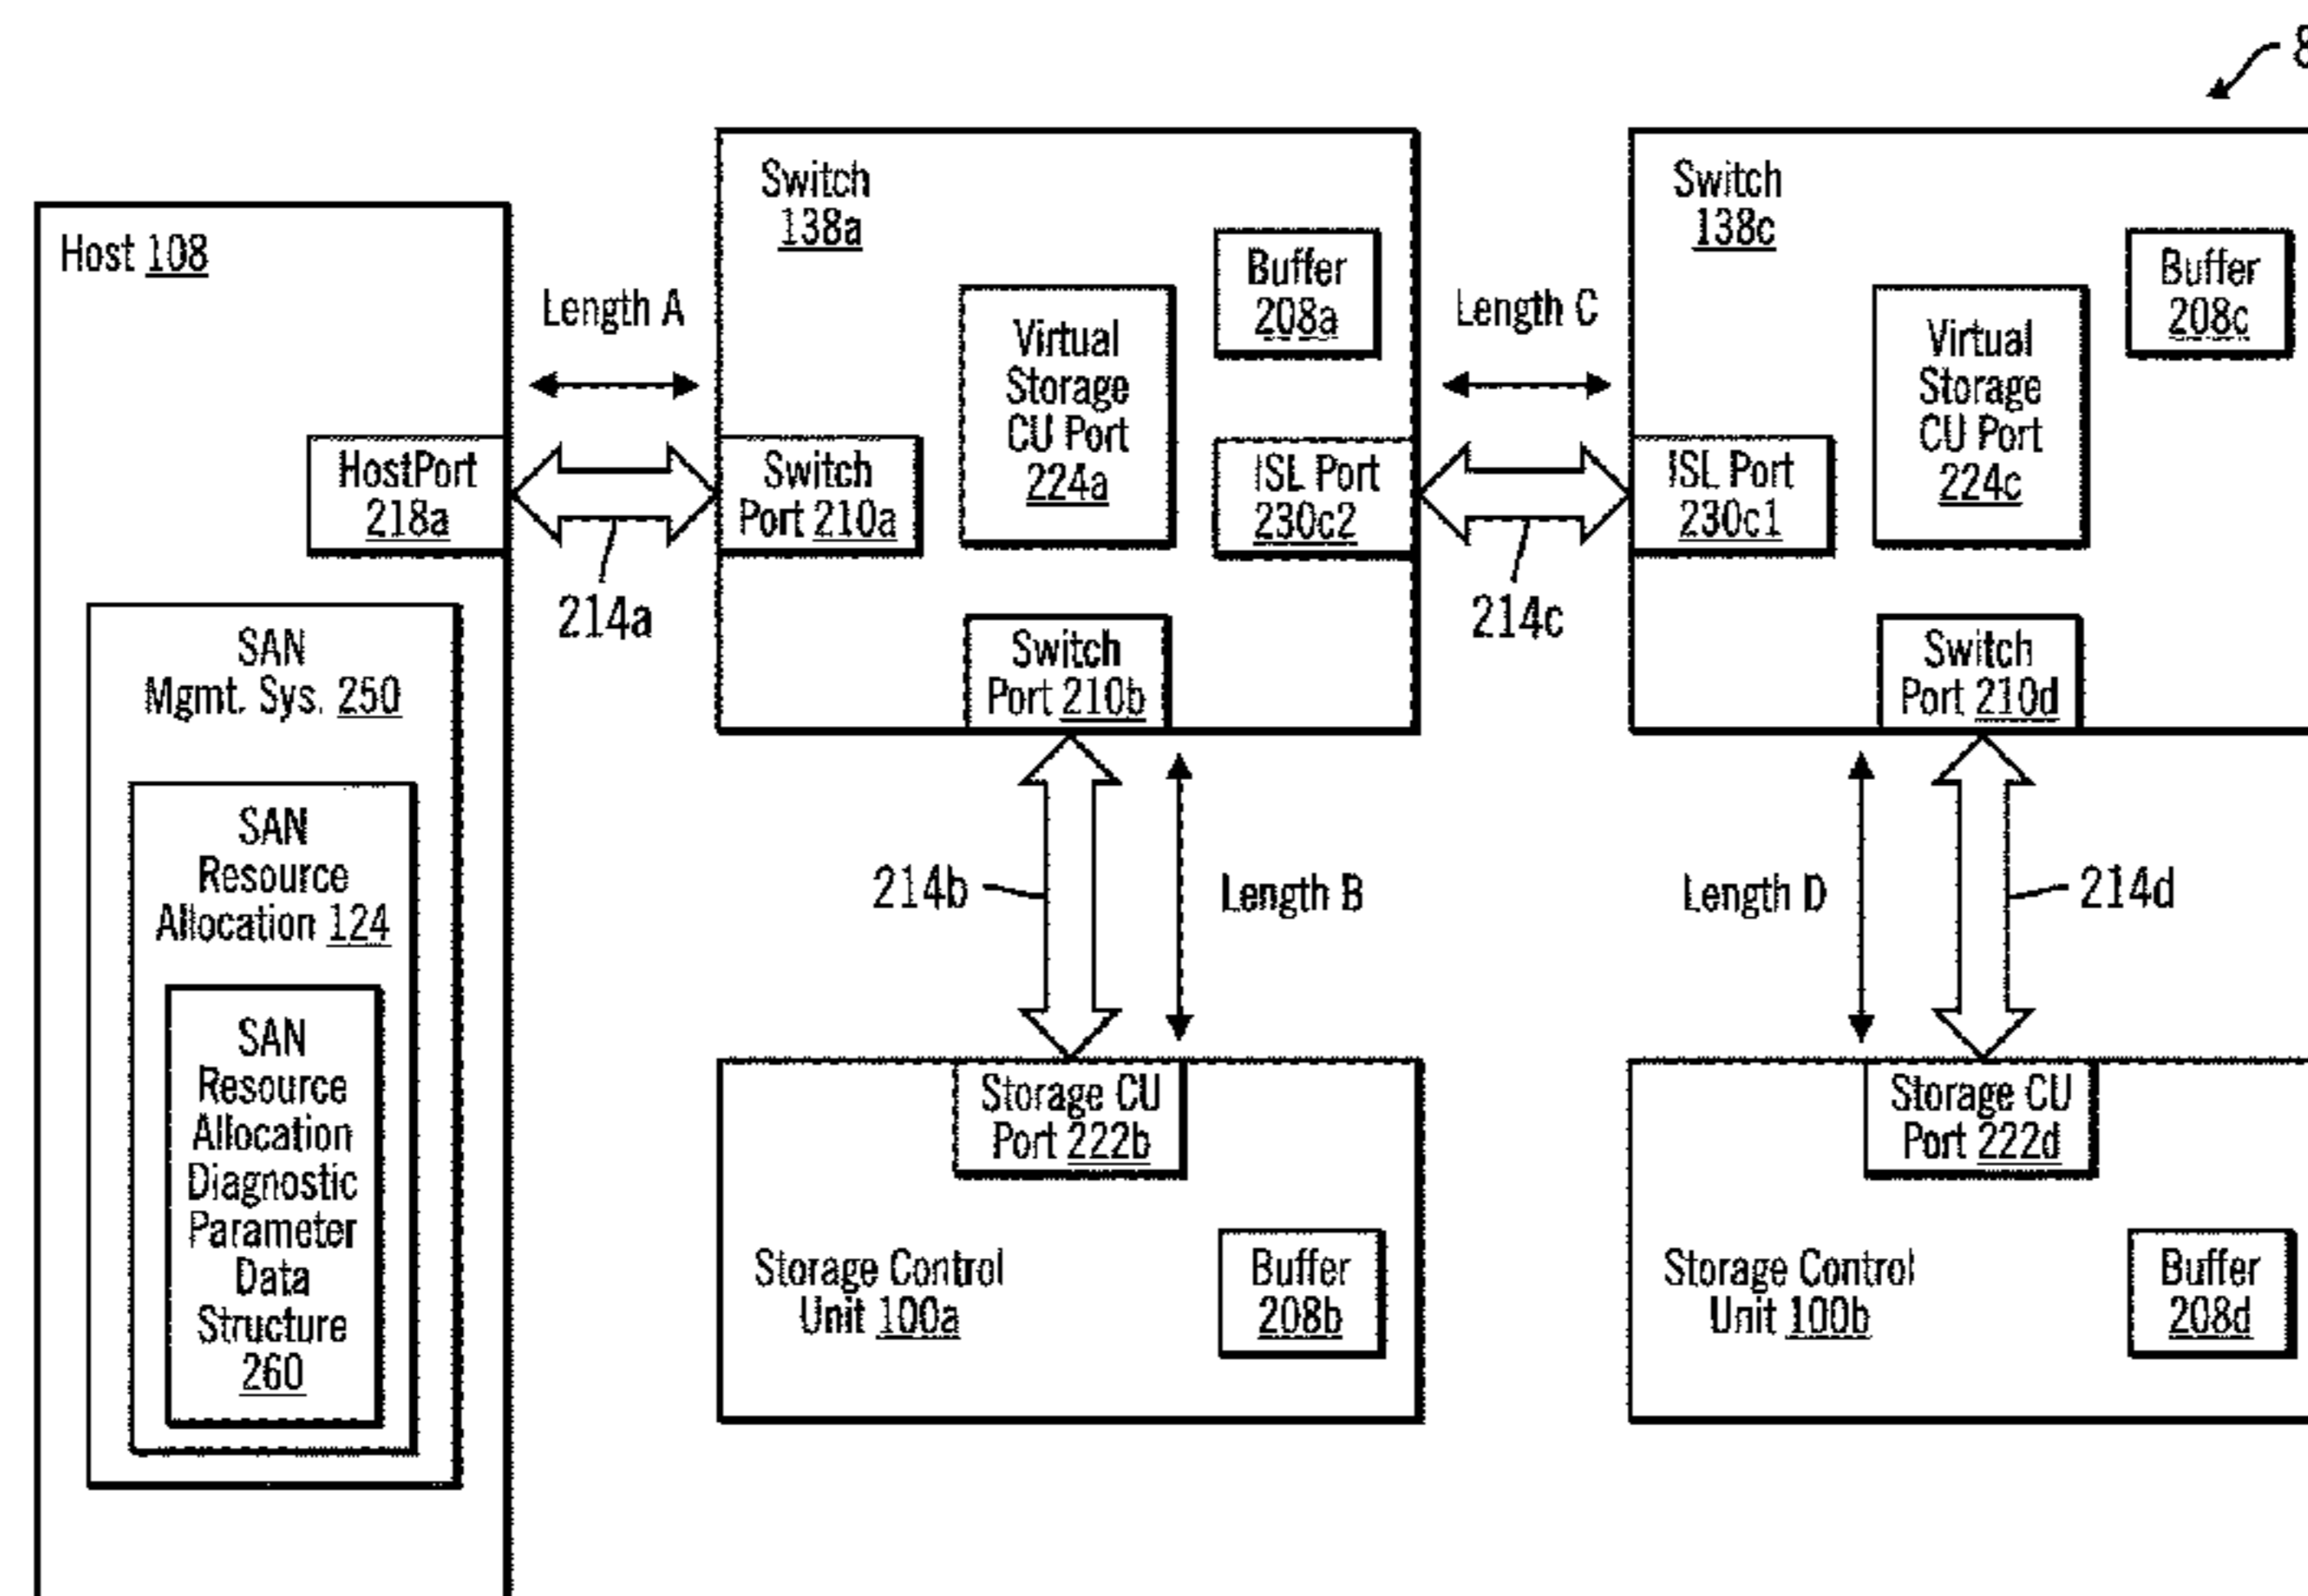 8
Host 108
HostPort
218a
SAN
Mgmt. Sys. 250
SAN
Resource
Allocation 124
SAN
Resource
Allocation
Diagnostic
Parameter
Data
Structure
260
Length A
214a
Switch
138a
Buffer
208a
Virtual
Storage
CU Port
224a
Switch
Port 210a
ISL Port
230c2
Switch
Port 210b
Length C
214c
Switch
138c
Buffer
208c
Virtual
Storage
CU Port
224c
ISL Port
230c1
Switch
Port 210d
214b
Length B
Length D
214d
Storage CU
Port 222b
Storage Control
Unit 100a
Buffer
208b
Storage CU
Port 222d
Storage Control
Unit 100b
Buffer
208d